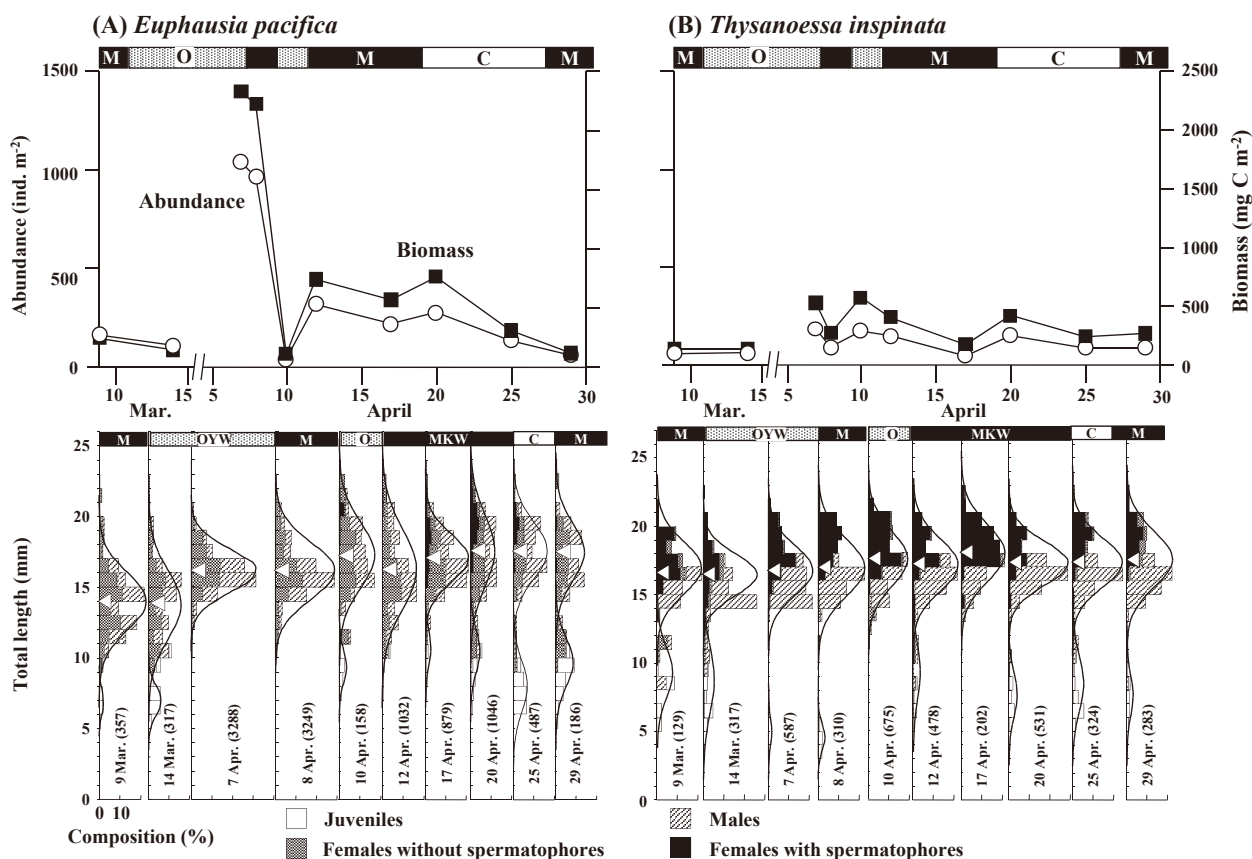 (A) Euphausia pacifica
(B) Thysanoessa inspinata
M O M C M
M O M C M
1500
1000
500
0
Abundance (ind. m-2)
Abundance
Biomass
2500
2000
1500
1000
500
0
Biomass (mg C m-2)
10 15 5 10 15 20 25 30
Mar. April
10 15 5 10 15 20 25 30
Mar. April
M OYW M O MKW C M
M OYW M O MKW C M
25
20
15
10
5
0
Total length (mm)
25
20
15
10
5
0
9 Mar. (357)
14 Mar. (317)
7 Apr. (3288)
8 Apr. (3249)
10 Apr. (158)
12 Apr. (1032)
17 Apr. (879)
20 Apr. (1046)
25 Apr. (487)
29 Apr. (186)
9 Mar. (129)
14 Mar. (317)
7 Apr. (587)
8 Apr. (310)
10 Apr. (675)
12 Apr. (478)
17 Apr. (202)
20 Apr. (531)
25 Apr. (324)
29 Apr. (283)
0 10
Composition (%)
Juveniles
Females without spermatophores
Males
Females with spermatophores